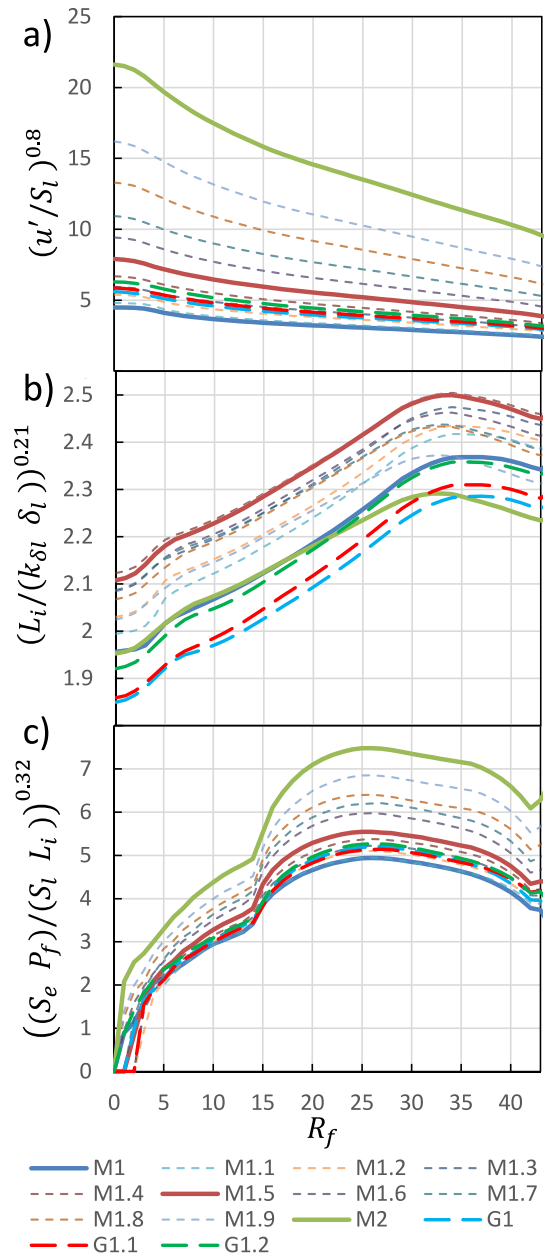 a)
25
20
15
10
5
(u′/S_l)^0.8
b)
2.5
2.4
2.3
2.2
2.1
2
1.9
(L_i/(k_δl δ_l))^0.21
c)
7
6
5
4
3
2
1
0
((S_e P_f)/(S_l L_i))^0.32
0 5 10 15 20 25 30 35 40
R_f
M1 M1.1 M1.2 M1.3
M1.4 M1.5 M1.6 M1.7
M1.8 M1.9 M2 G1
G1.1 G1.2